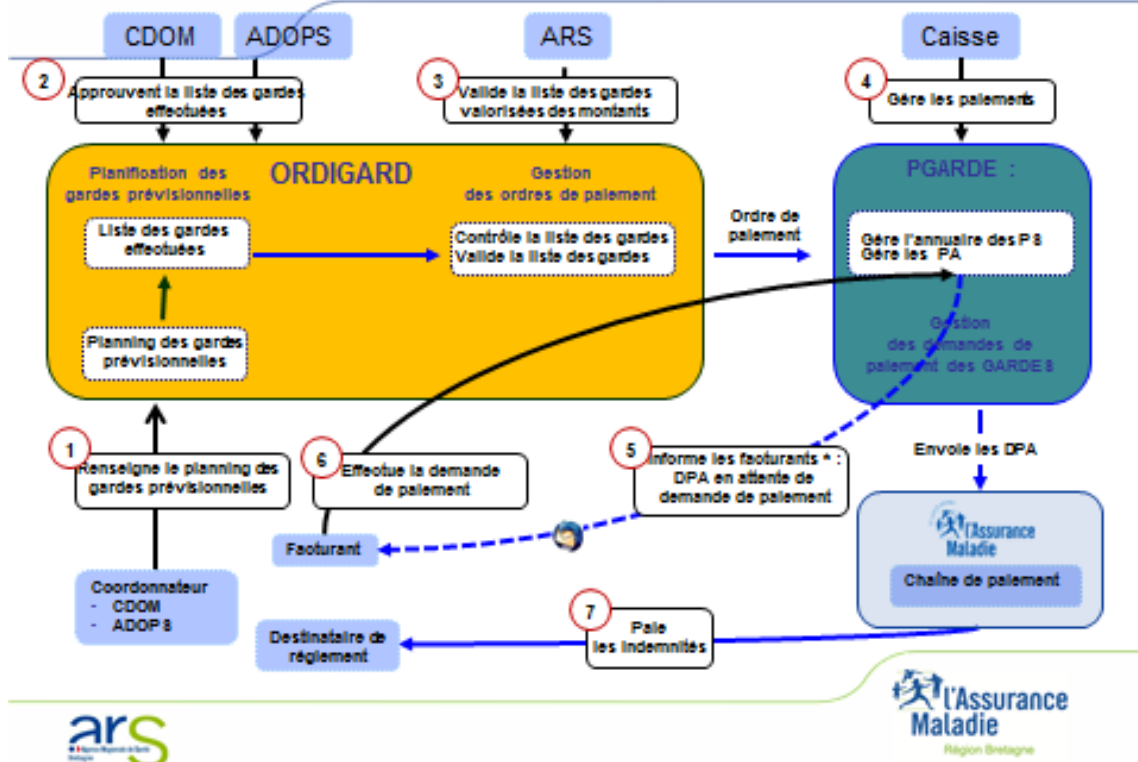 CDOM
ADOPS
ARS
Caisse
2
Approuvent la liste des gardes
effectuées
3
Valide la liste des gardes
valorisées des montants
4
Gère les paiements
Planification des
gardes prévisionnelles
ORDIGARD
Gestion
des ordres de paiement
PGARDE :
Liste des gardes
effectuées
Contrôle la liste des gardes
Valide la liste des gardes
Ordre de
paiement
Gère l'annuaire des PS
Gère les PA
Planning des gardes
prévisionnelles
Gestion
des demandes de
paiement des GARDES
1
Renseigne le planning des
gardes prévisionnelles
6
Effectue la demande
de paiement
5
Informe les facturants * :
DPA en attente de
demande de paiement
Envoie les DPA
Facturant
l'Assurance
Maladie
Chaîne de paiement
Coordonnateur
- CDOM
- ADOPS
Destinataire de
règlement
7
Paie
les indemnités
ars
Agence Régionale de Santé
Bretagne
l'Assurance
Maladie
Région Bretagne